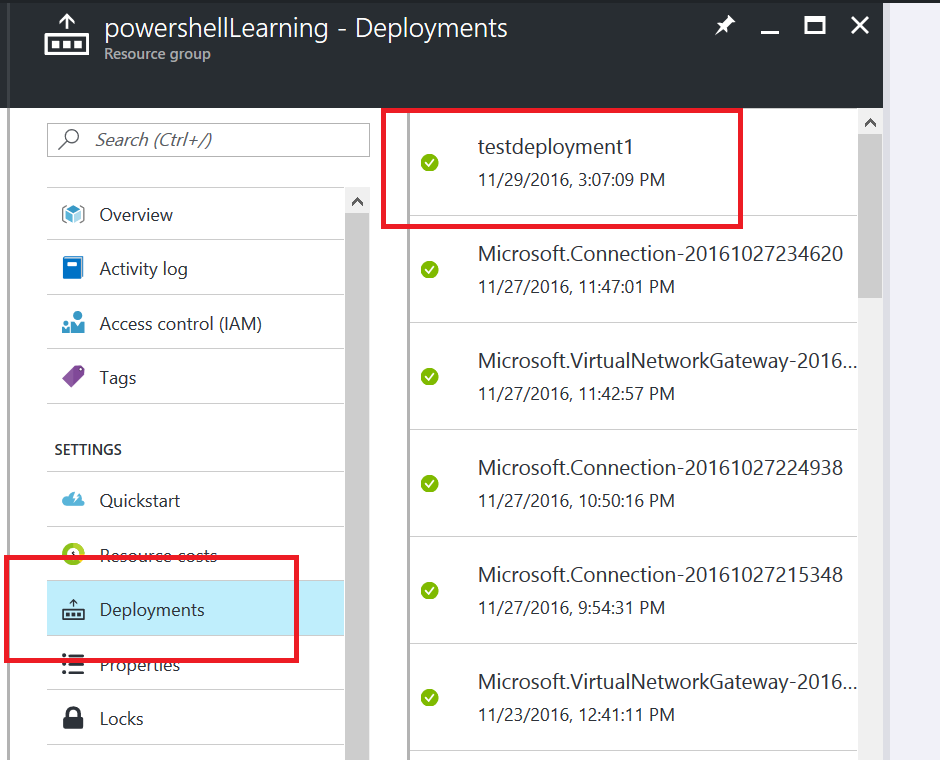 powershellLearning - Deployments
Resource group
Search (Ctrl+/)
Overview
Activity log
Access control (IAM)
Tags
SETTINGS
Quickstart
Resource costs
Deployments
Properties
Locks
testdeployment1
11/29/2016, 3:07:09 PM
Microsoft.Connection-20161027234620
11/27/2016, 11:47:01 PM
Microsoft.VirtualNetworkGateway-2016...
11/27/2016, 11:42:57 PM
Microsoft.Connection-20161027224938
11/27/2016, 10:50:16 PM
Microsoft.Connection-20161027215348
11/27/2016, 9:54:31 PM
Microsoft.VirtualNetworkGateway-2016...
11/23/2016, 12:41:11 PM